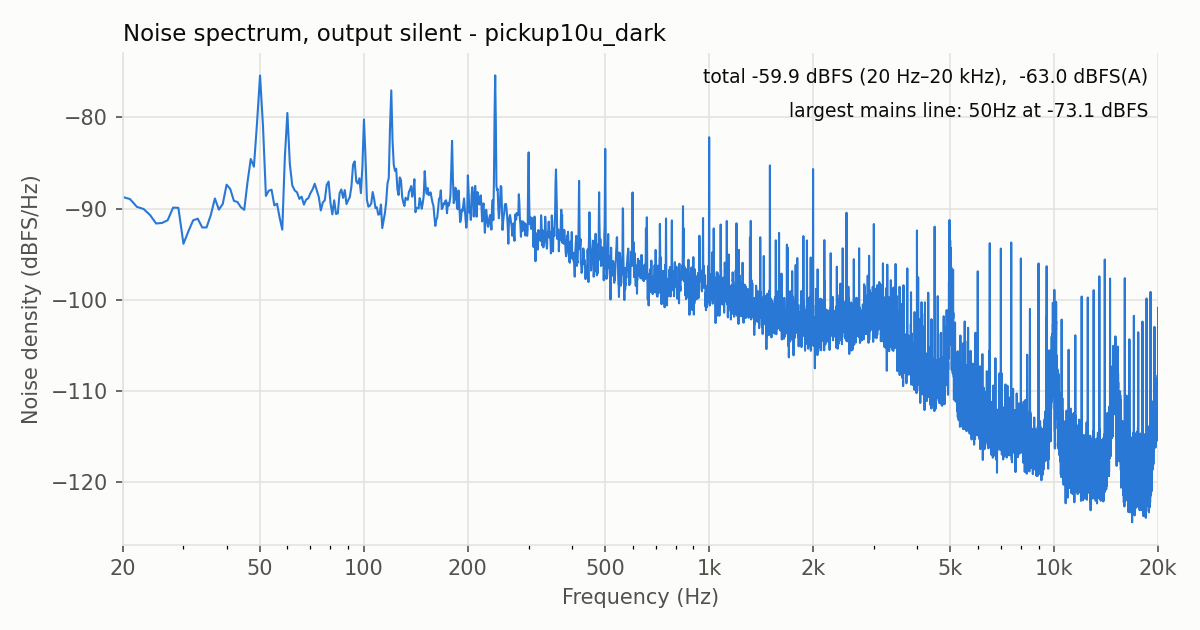 Noise spectrum, output silent - pickup10u_dark
total -59.9 dBFS (20 Hz–20 kHz),  -63.0 dBFS(A)
largest mains line: 50Hz at -73.1 dBFS
Noise density (dBFS/Hz)
−80
−90
−100
−110
−120
20 50 100 200 500 1k 2k 5k 10k 20k
Frequency (Hz)